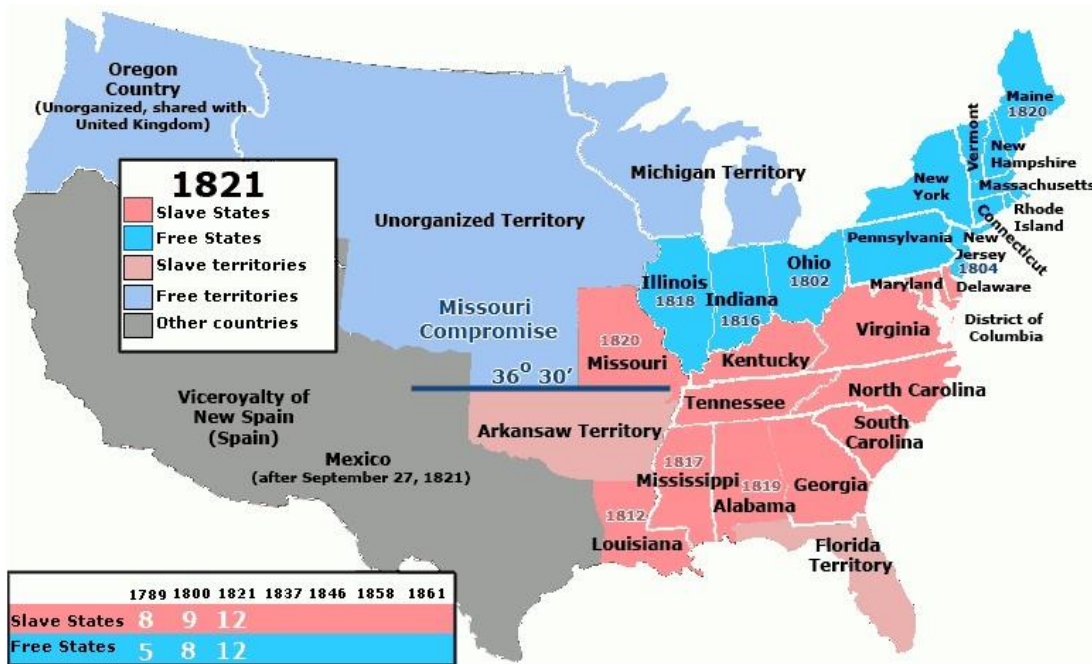 Oregon
Country
(Unorganized, shared with
United Kingdom)
1821
Slave States
Free States
Slave territories
Free territories
Other countries
Unorganized Territory
Michigan Territory
Maine
1820
Vermont
New
Hampshire
New
York
Massachusetts
Rhode
Island
Connecticut
Pennsylvania
New
Jersey
1804
Ohio
1802
Illinois
1818
Indiana
1816
Maryland
Delaware
District of
Columbia
Virginia
Missouri
Compromise
36° 30′
1820
Missouri
Kentucky
North Carolina
Tennessee
South
Carolina
Arkansaw Territory
Viceroyalty of
New Spain
(Spain)
Mexico
(after September 27, 1821)
1817
Mississippi
1819
Alabama
Georgia
1812
Louisiana
Florida
Territory
1789 1800 1821 1837 1846 1858 1861
Slave States 8 9 12
Free States 5 8 12